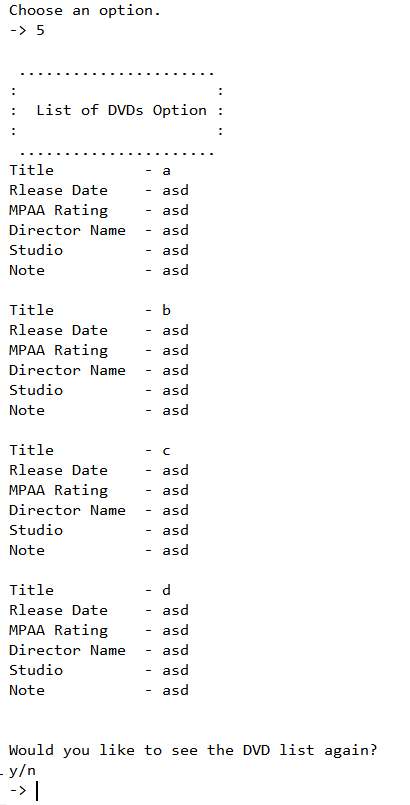 Choose an option.
-> 5
......................
:                       :
:  List of DVDs Option :
:                       :
......................
Title          - a
Rlease Date    - asd
MPAA Rating    - asd
Director Name  - asd
Studio         - asd
Note           - asd

Title          - b
Rlease Date    - asd
MPAA Rating    - asd
Director Name  - asd
Studio         - asd
Note           - asd

Title          - c
Rlease Date    - asd
MPAA Rating    - asd
Director Name  - asd
Studio         - asd
Note           - asd

Title          - d
Rlease Date    - asd
MPAA Rating    - asd
Director Name  - asd
Studio         - asd
Note           - asd

Would you like to see the DVD list again?
y/n
->